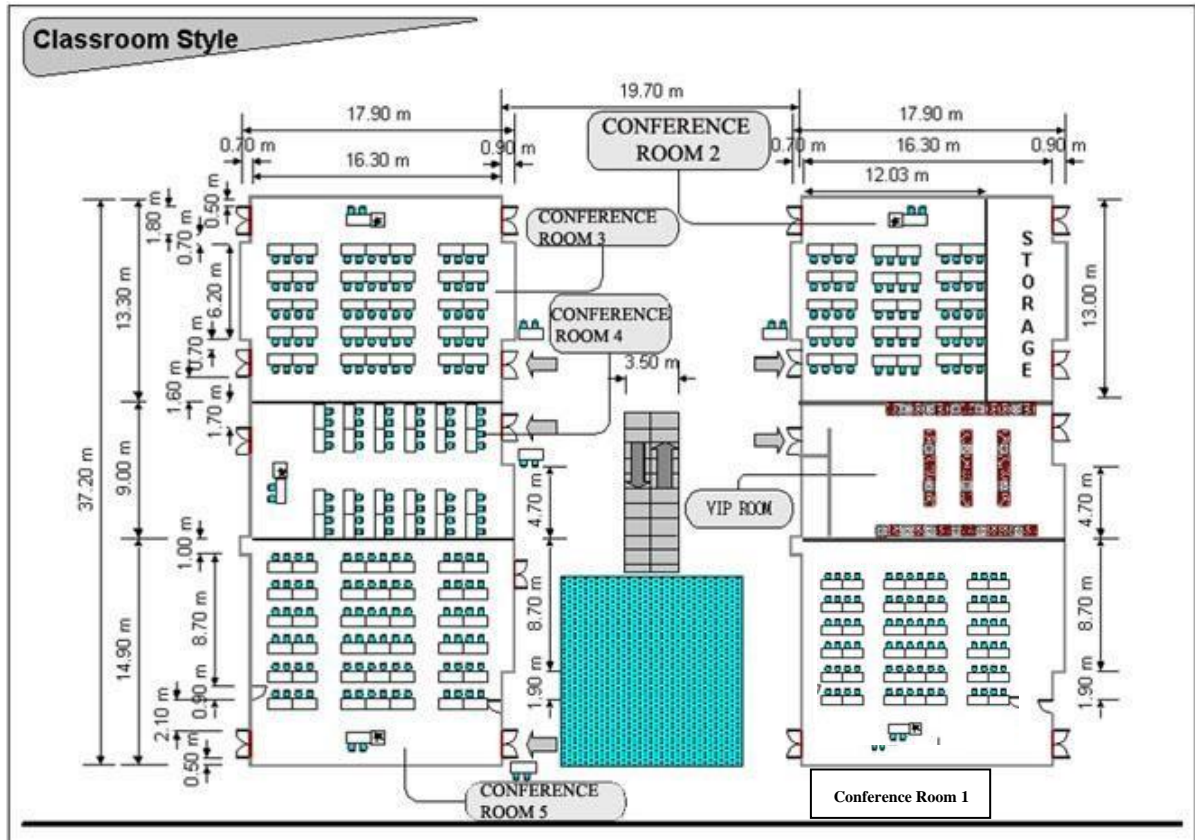 Classroom Style
19.70 m
17.90 m
17.90 m
CONFERENCE
ROOM 2
0.70 m
0.90 m
0.70 m
0.90 m
16.30 m
16.30 m
12.03 m
0.50 m
1.80 m
0.70 m
CONFERENCE
ROOM 3
STORAGE
6.20 m
13.30 m
13.00 m
CONFERENCE
ROOM 4
0.70 m
3.50 m
1.60 m
1.70 m
37.20 m
9.00 m
4.70 m
4.70 m
VIP ROOM
1.00 m
8.70 m
8.70 m
8.70 m
14.90 m
0.90 m
1.90 m
1.90 m
2.10 m
0.50 m
CONFERENCE
ROOM 5
Conference Room 1